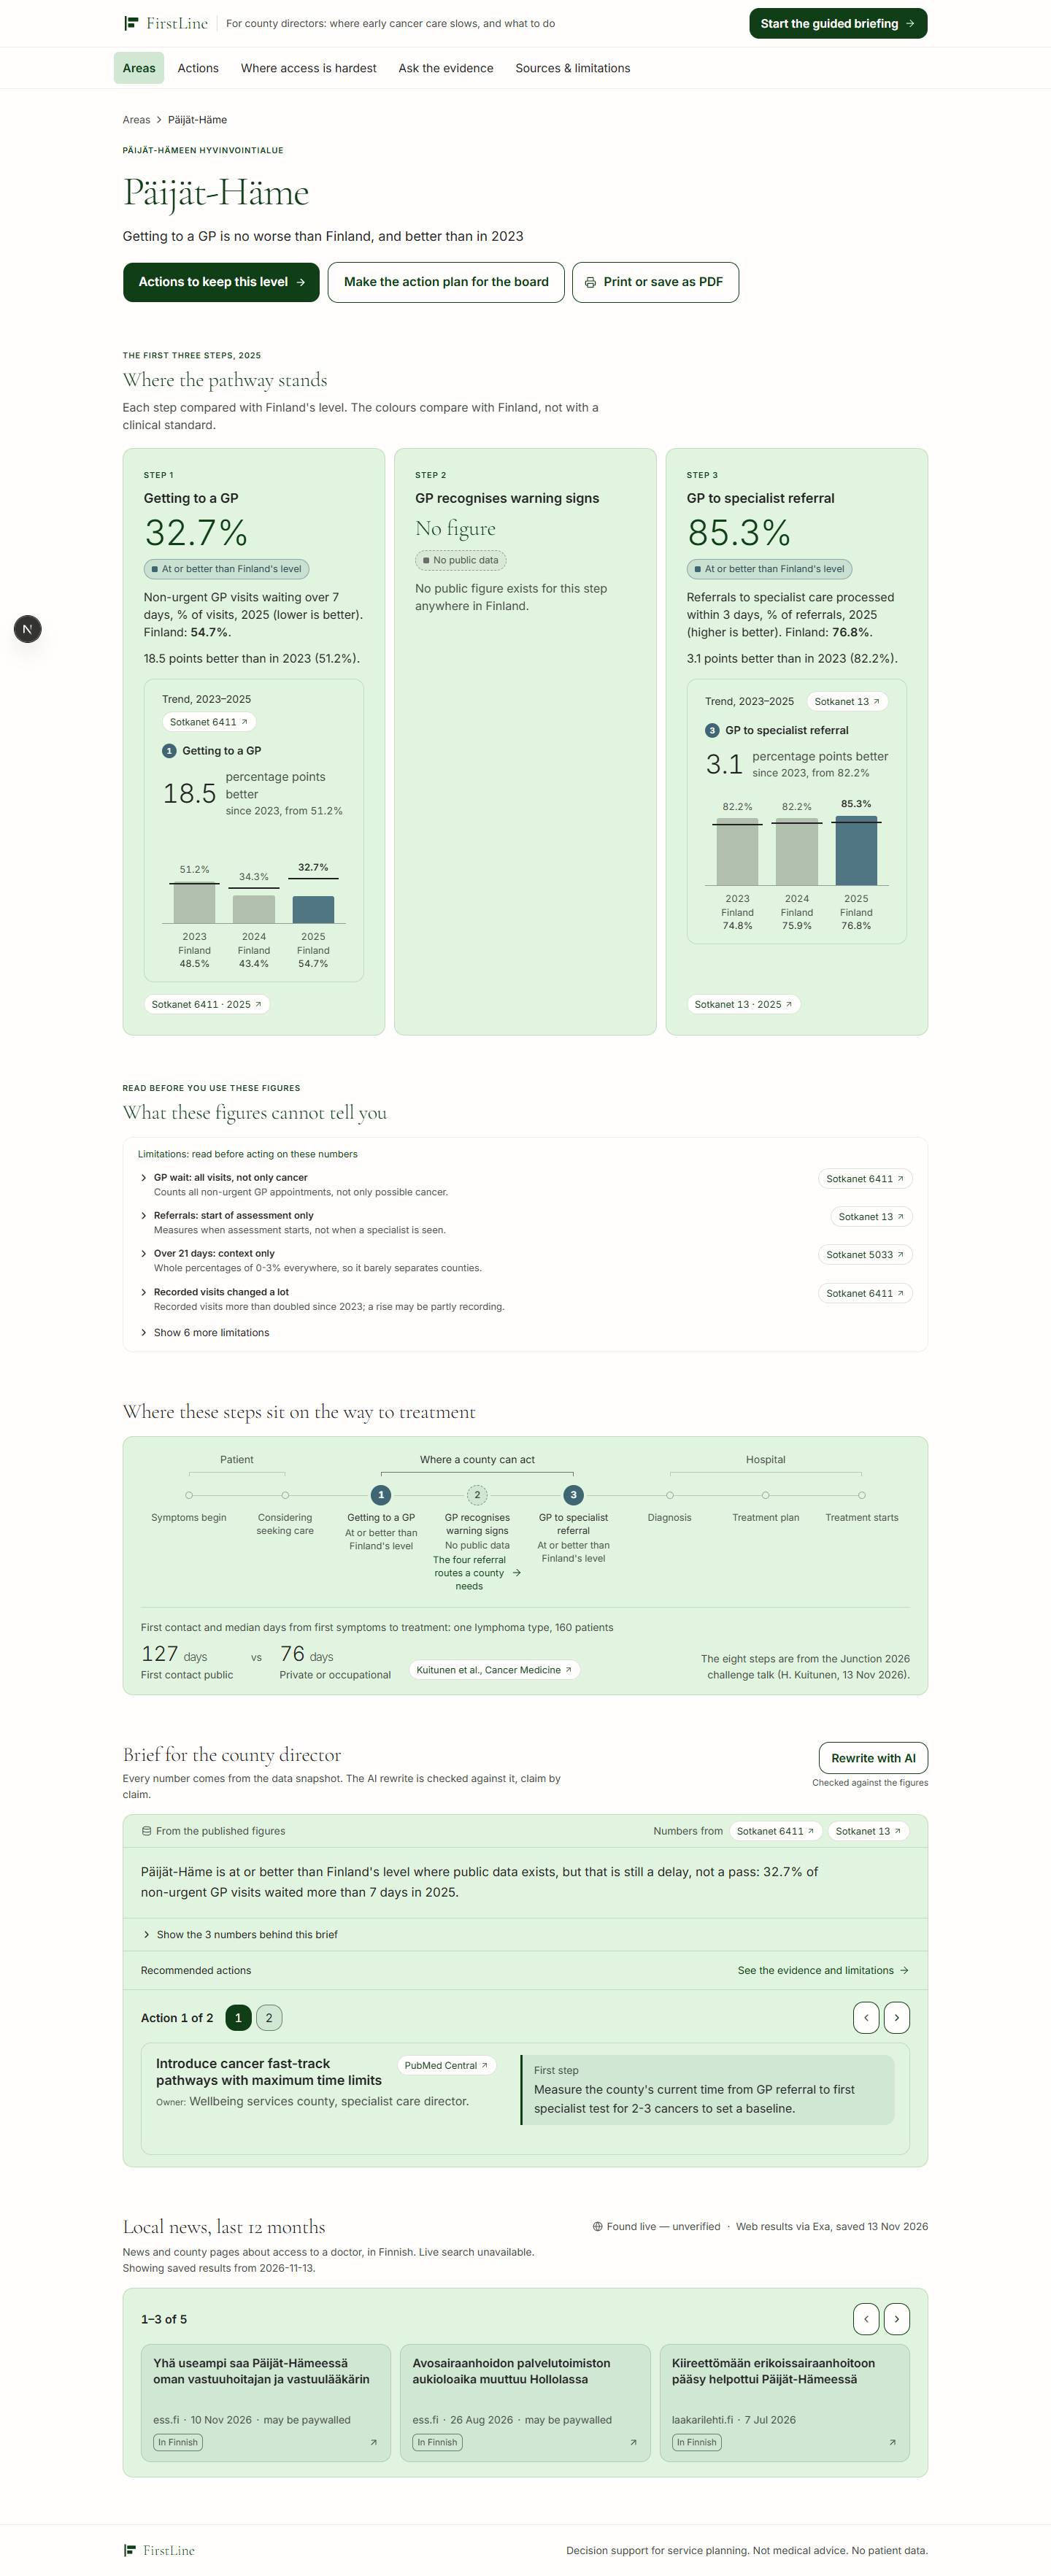 FirstLine
For county directors: where early cancer care slows, and what to do
Start the guided briefing →
Areas
Actions
Where access is hardest
Ask the evidence
Sources & limitations
Areas > Päijät-Häme
PÄIJÄT-HÄMEEN HYVINVOINTIALUE
Päijät-Häme
Getting to a GP is no worse than Finland, and better than in 2023
Actions to keep this level →
Make the action plan for the board
Print or save as PDF
THE FIRST THREE STEPS, 2025
Where the pathway stands
Each step compared with Finland's level. The colours compare with Finland, not with a
clinical standard.
STEP 1
Getting to a GP
32.7%
At or better than Finland's level
Non-urgent GP visits waiting over 7
days, % of visits, 2025 (lower is better).
Finland: 54.7%.
18.5 points better than in 2023 (51.2%).
Trend, 2023–2025
Sotkanet 6411
1 Getting to a GP
18.5
percentage points
better
since 2023, from 51.2%
51.2%
34.3%
32.7%
2023
Finland
48.5%
2024
Finland
43.4%
2025
Finland
54.7%
Sotkanet 6411 · 2025
STEP 2
GP recognises warning signs
No figure
No public data
No public figure exists for this step
anywhere in Finland.
STEP 3
GP to specialist referral
85.3%
At or better than Finland's level
Referrals to specialist care processed
within 3 days, % of referrals, 2025
(higher is better). Finland: 76.8%.
3.1 points better than in 2023 (82.2%).
Trend, 2023–2025
Sotkanet 13
3 GP to specialist referral
3.1
percentage points better
since 2023, from 82.2%
82.2%
82.2%
85.3%
2023
Finland
74.8%
2024
Finland
75.9%
2025
Finland
76.8%
Sotkanet 13 · 2025
N
READ BEFORE YOU USE THESE FIGURES
What these figures cannot tell you
Limitations: read before acting on these numbers
GP wait: all visits, not only cancer
Counts all non-urgent GP appointments, not only possible cancer.
Sotkanet 6411
Referrals: start of assessment only
Measures when assessment starts, not when a specialist is seen.
Sotkanet 13
Over 21 days: context only
Whole percentages of 0-3% everywhere, so it barely separates counties.
Sotkanet 5033
Recorded visits changed a lot
Recorded visits more than doubled since 2023; a rise may be partly recording.
Sotkanet 6411
Show 6 more limitations
Where these steps sit on the way to treatment
Patient
Where a county can act
Hospital
1
2
3
Symptoms begin
Considering
seeking care
Getting to a GP
At or better than
Finland's level
GP recognises
warning signs
No public data
The four referral
routes a county
needs
→
GP to specialist
referral
At or better than
Finland's level
Diagnosis
Treatment plan
Treatment starts
First contact and median days from first symptoms to treatment: one lymphoma type, 160 patients
127 days
First contact public
vs
76 days
Private or occupational
Kuitunen et al., Cancer Medicine
The eight steps are from the Junction 2026
challenge talk (H. Kuitunen, 13 Nov 2026).
Brief for the county director
Every number comes from the data snapshot. The AI rewrite is checked against it, claim by
claim.
Rewrite with AI
Checked against the figures
From the published figures
Numbers from
Sotkanet 6411
Sotkanet 13
Päijät-Häme is at or better than Finland's level where public data exists, but that is still a delay, not a pass: 32.7% of
non-urgent GP visits waited more than 7 days in 2025.
Show the 3 numbers behind this brief
Recommended actions
See the evidence and limitations →
Action 1 of 2
1
2
Introduce cancer fast-track
pathways with maximum time limits
PubMed Central
Owner: Wellbeing services county, specialist care director.
First step
Measure the county's current time from GP referral to first
specialist test for 2-3 cancers to set a baseline.
Local news, last 12 months
Found live — unverified · Web results via Exa, saved 13 Nov 2026
News and county pages about access to a doctor, in Finnish. Live search unavailable.
Showing saved results from 2026-11-13.
1–3 of 5
Yhä useampi saa Päijät-Hämeessä
oman vastuuhoitajan ja vastuulääkärin
ess.fi · 10 Nov 2026 · may be paywalled
In Finnish
Avosairaanhoidon palvelutoimiston
aukioloaika muuttuu Hollolassa
ess.fi · 26 Aug 2026 · may be paywalled
In Finnish
Kiireettömään erikoissairaanhoitoon
pääsy helpottui Päijät-Hämeessä
laakarilehti.fi · 7 Jul 2026
In Finnish
FirstLine
Decision support for service planning. Not medical advice. No patient data.